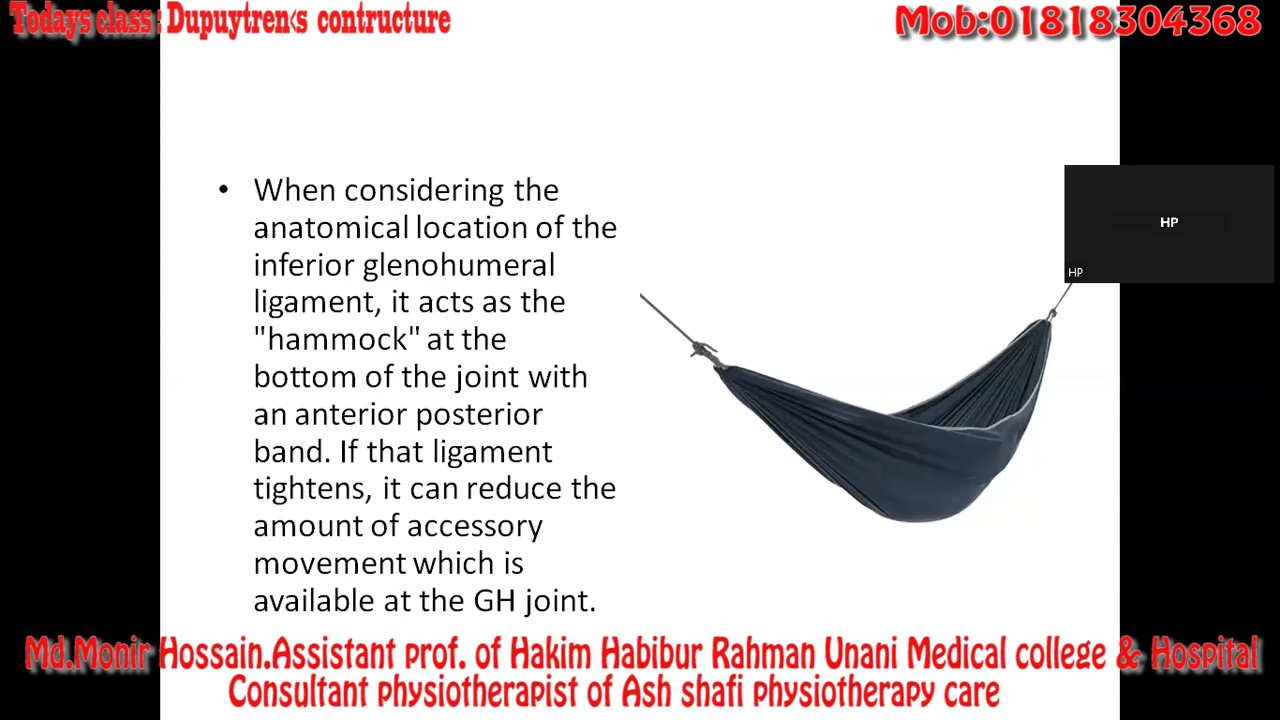 Todays class : Dupuytren‹s contructure
Mob:01818304368
• When considering the
anatomical location of the
inferior glenohumeral
ligament, it acts as the
"hammock" at the
bottom of the joint with
an anterior posterior
band. If that ligament
tightens, it can reduce the
amount of accessory
movement which is
available at the GH joint.
HP
HP
Md.Monir Hossain.Assistant prof. of Hakim Habibur Rahman Unani Medical college & Hospital
Consultant physiotherapist of Ash shafi physiotherapy care